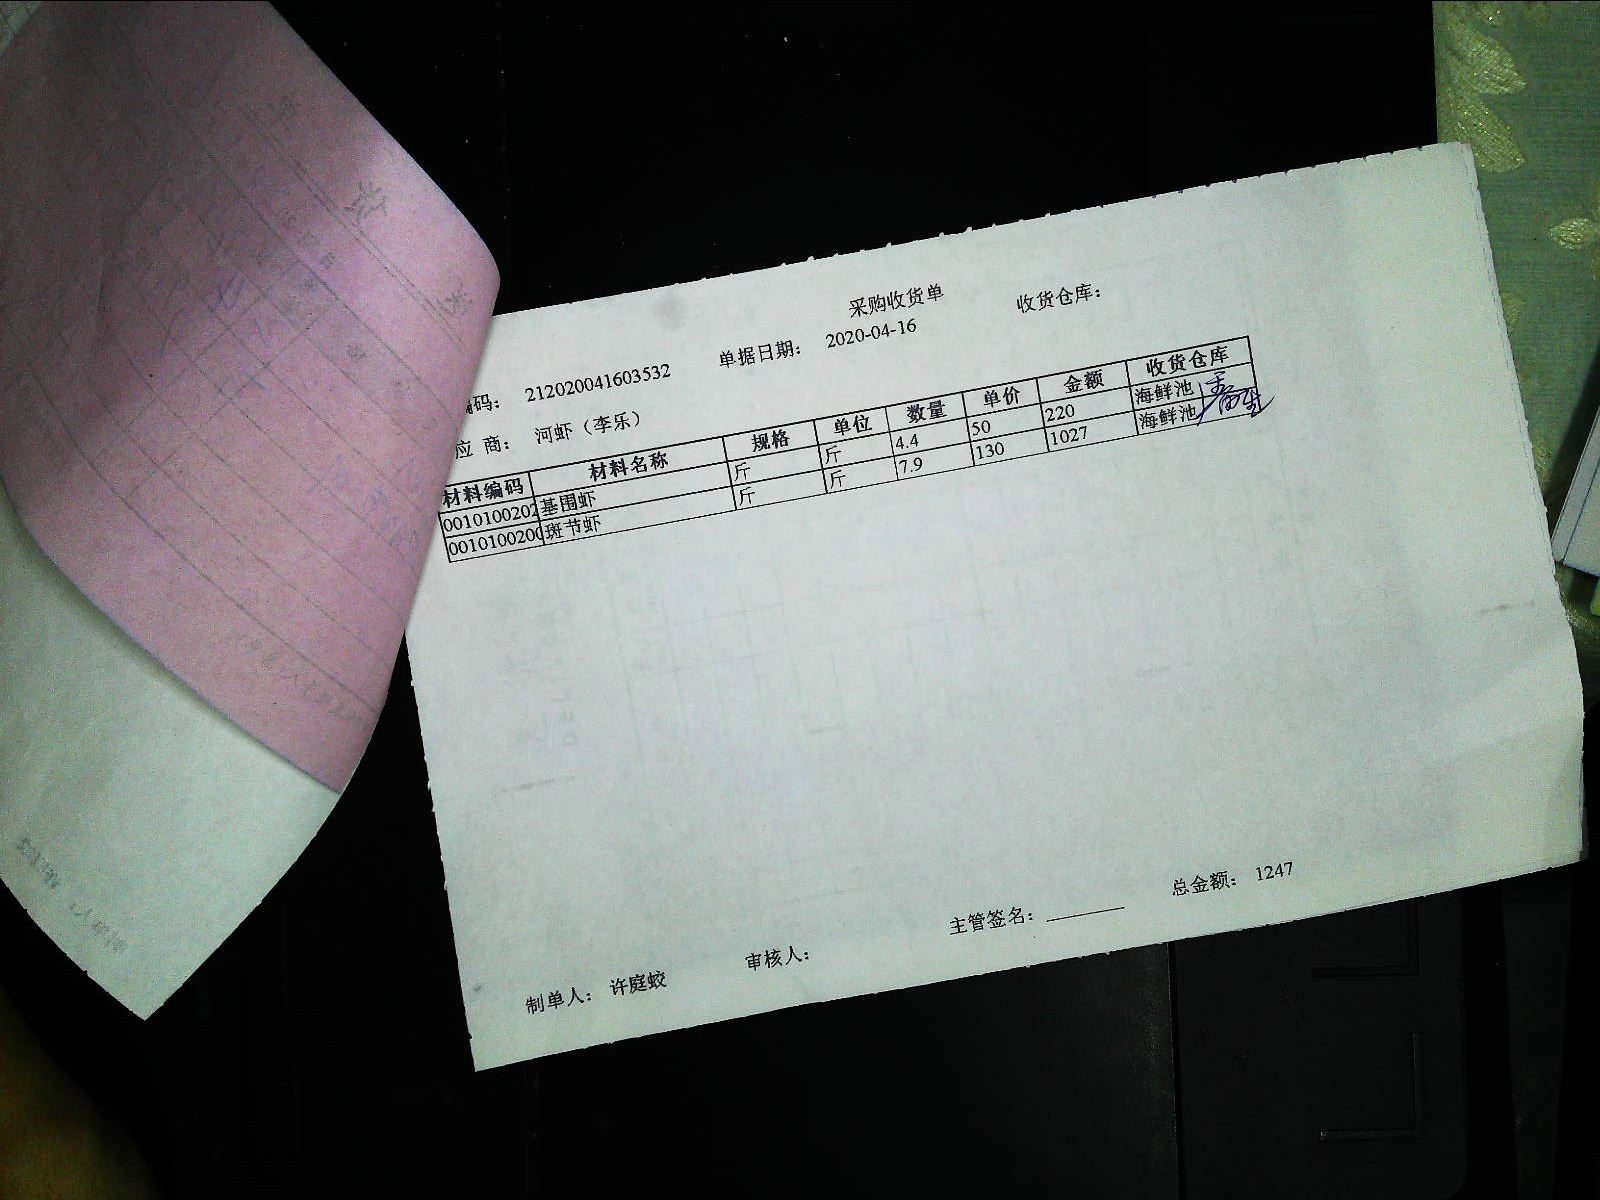 采购收货单
编码： 212020041603532 单据日期： 2020-04-16 收货仓库：
应 商： 河虾（李乐）
材料编码 材料名称 规格 单位 数量 单价 金额 收货仓库
0010100202 基围虾 斤 斤 4.4 50 220 海鲜池
0010100200 斑节虾 斤 斤 7.9 130 1027 海鲜池
制单人： 许庭蛟 审核人： 主管签名： 总金额： 1247